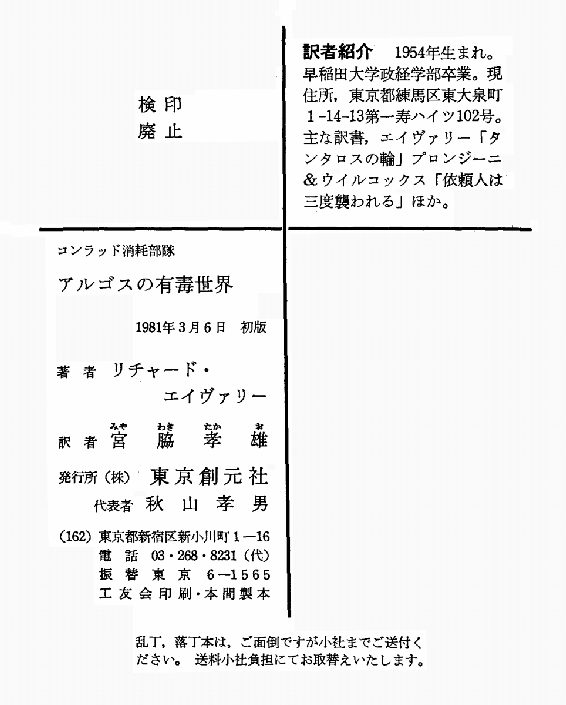 検印
廃止
訳者紹介 1954年生まれ。
早稲田大学政経学部卒業。現
住所，東京都練馬区東大泉町
1-14-13第一寿ハイツ102号。
主な訳書，エイヴァリー「タ
ンタロスの輪」プロンジーニ
＆ウイルコックス「依頼人は
三度襲われる」ほか。
コンラッド消耗部隊
アルゴスの有毒世界
1981年3月6日 初版
著者 リチャード・
エイヴァリー
みや わき たか お
訳者 宮脇孝雄
発行所（株） 東京創元社
代表者 秋山孝男
(162) 東京都新宿区新小川町1―16
電話 03・268・8231（代）
振替東京 6―1565
工友会印刷・本間製本
乱丁，落丁本は，ご面倒ですが小社までご送付く
ださい。 送料小社負担にてお取替えいたします。